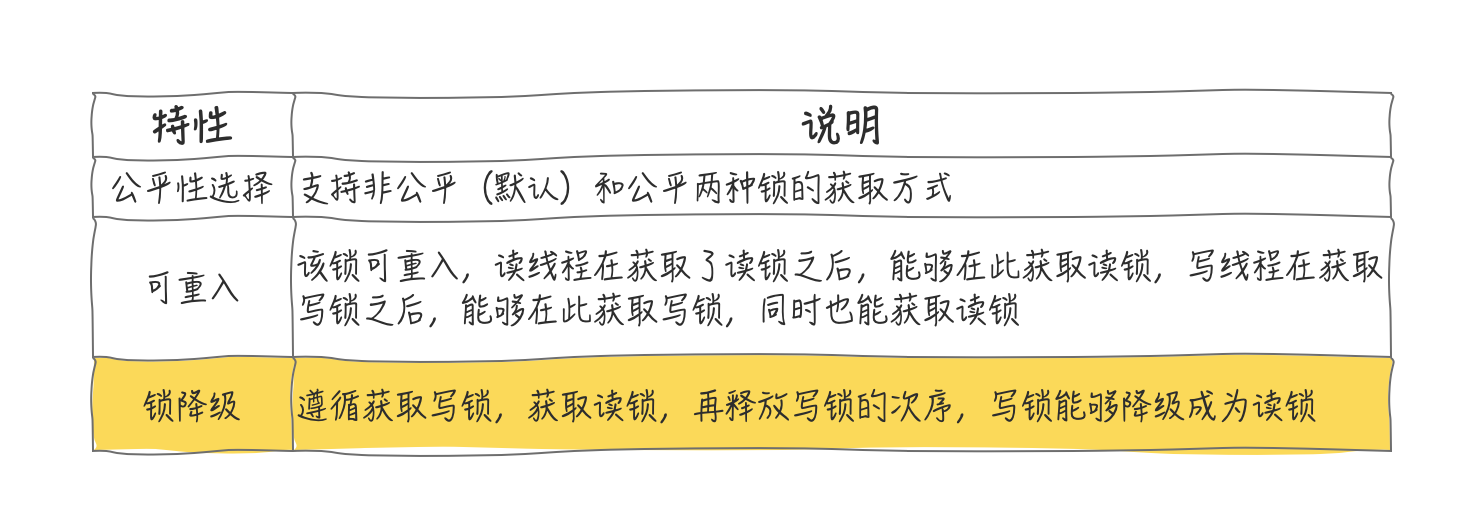 特性
说明
公平性选择
支持非公平（默认）和公平两种锁的获取方式
可重入
该锁可重入，读线程在获取了读锁之后，能够在此获取读锁，写线程在获取
写锁之后，能够在此获取写锁，同时也能获取读锁
锁降级
遵循获取写锁，获取读锁，再释放写锁的次序，写锁能够降级成为读锁